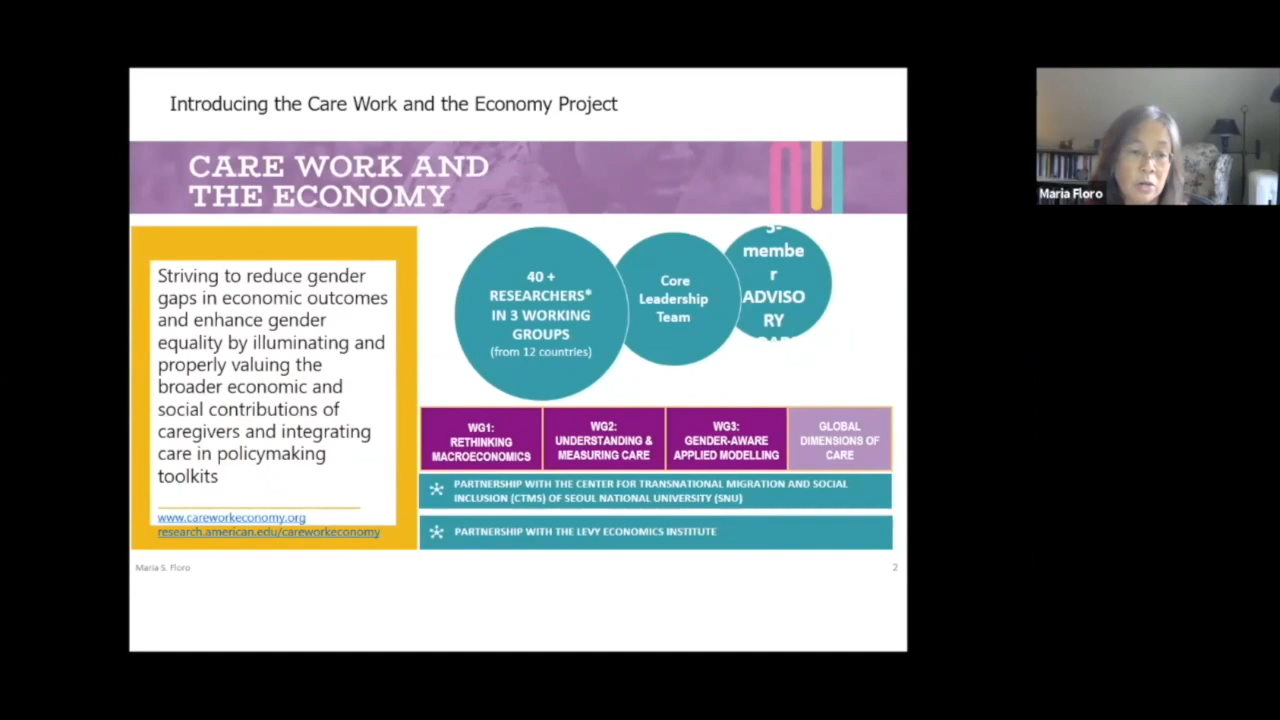 Introducing the Care Work and the Economy Project
CARE WORK AND
THE ECONOMY
Striving to reduce gender
gaps in economic outcomes
and enhance gender
equality by illuminating and
properly valuing the
broader economic and
social contributions of
caregivers and integrating
care in policymaking
toolkits
www.careworkeconomy.org
research.american.edu/careworkeconomy
40 +
RESEARCHERS*
IN 3 WORKING
GROUPS
(from 12 countries)
Core
Leadership
Team
membe
r
ADVISO
RY
WG1:
RETHINKING
MACROECONOMICS
WG2:
UNDERSTANDING &
MEASURING CARE
WG3:
GENDER-AWARE
APPLIED MODELLING
GLOBAL
DIMENSIONS OF
CARE
* PARTNERSHIP WITH THE CENTER FOR TRANSNATIONAL MIGRATION AND SOCIAL
INCLUSION (CTMS) OF SEOUL NATIONAL UNIVERSITY (SNU)
* PARTNERSHIP WITH THE LEVY ECONOMICS INSTITUTE
Maria S. Floro
2
Maria Floro